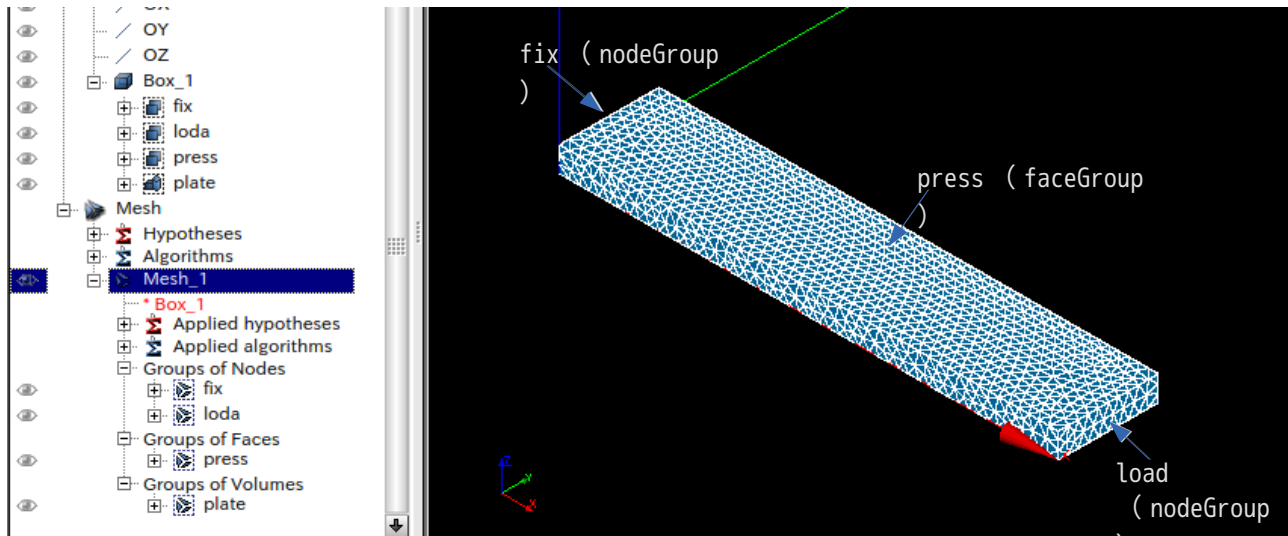 OX
OY
OZ
Box_1
fix
loda
press
plate
Mesh
Hypotheses
Algorithms
Mesh_1
* Box_1
Applied hypotheses
Applied algorithms
Groups of Nodes
fix
loda
Groups of Faces
press
Groups of Volumes
plate
fix （nodeGroup
）
press （faceGroup
）
load
（nodeGroup
）
Z
Y
X